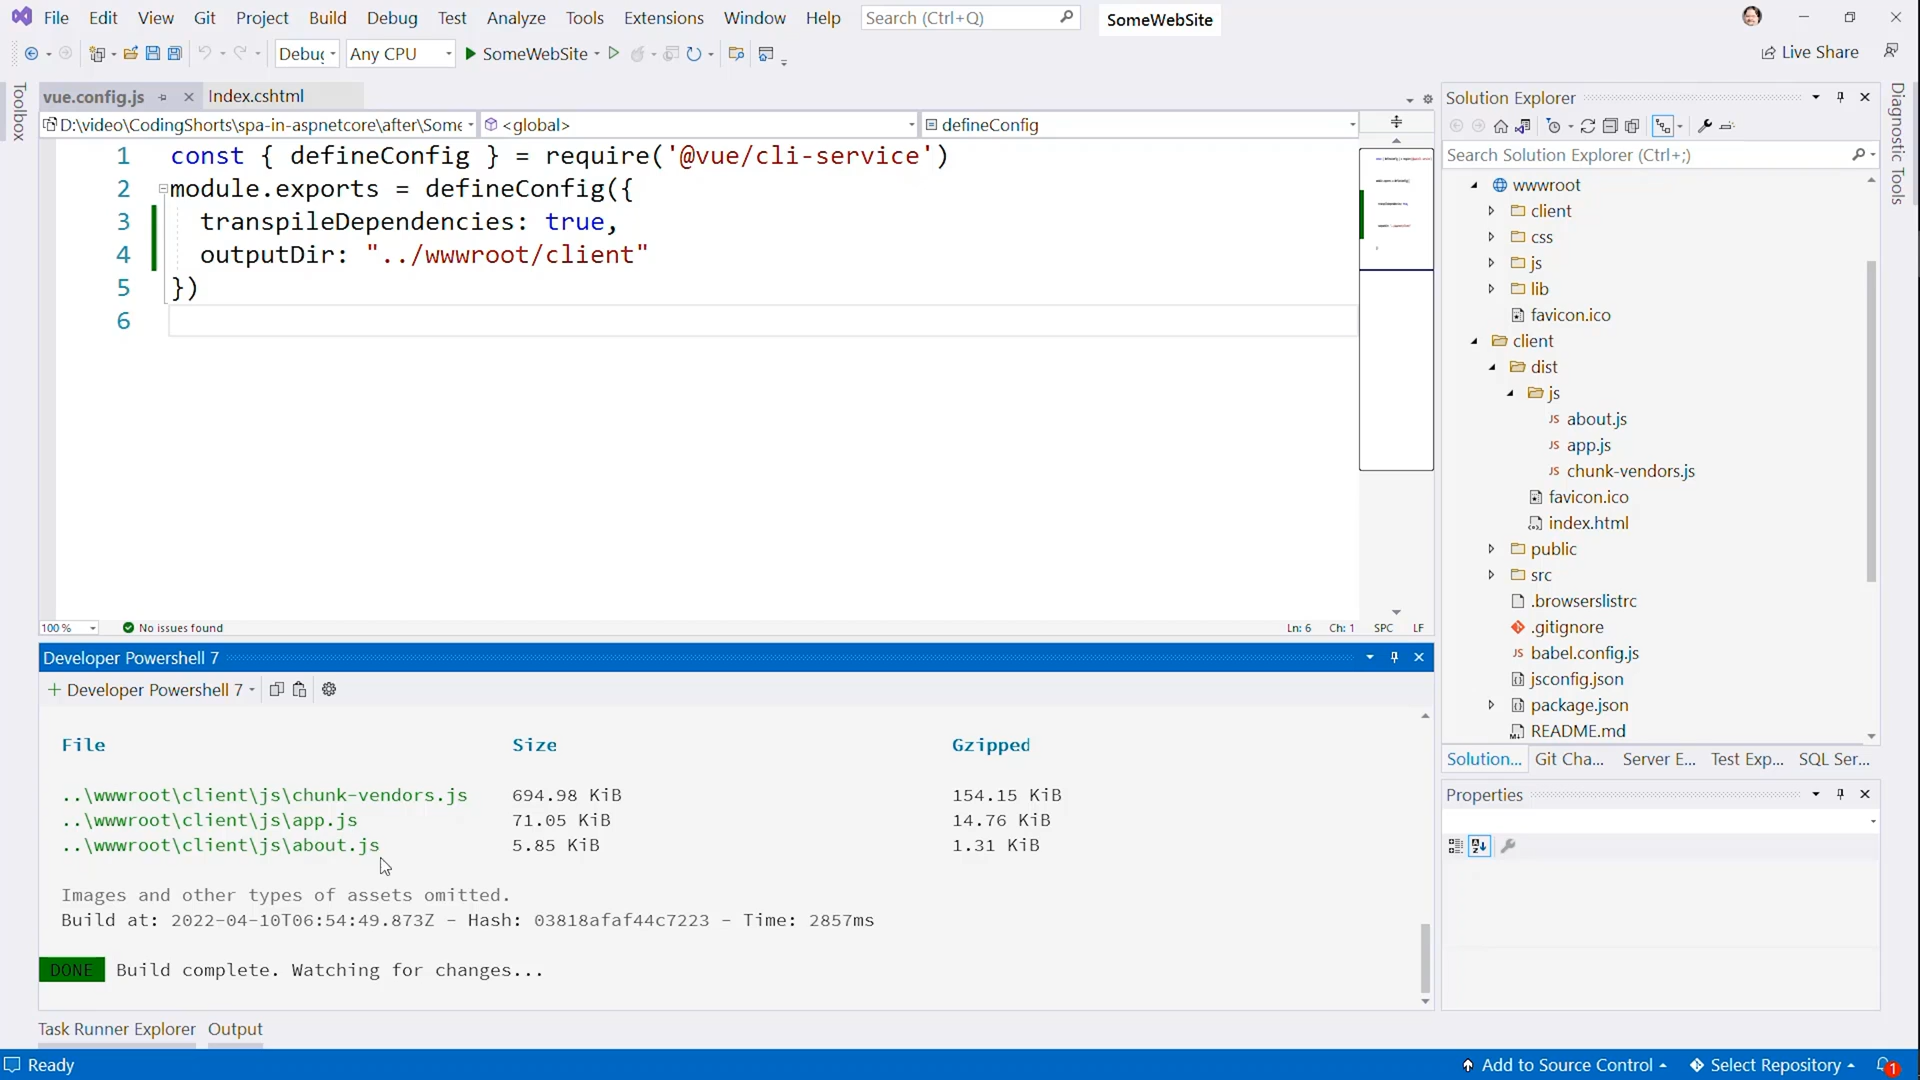 File Edit View Git Project Build Debug Test Analyze Tools Extensions Window Help Search (Ctrl+Q) SomeWebSite
Debug Any CPU SomeWebSite Live Share
Toolbox
vue.config.js Index.cshtml
D:\video\CodingShorts\spa-in-aspnetcore\after\Some <global> defineConfig
1 const { defineConfig } = require('@vue/cli-service')
2 module.exports = defineConfig({
3 transpileDependencies: true,
4 outputDir: "../wwwroot/client"
5 })
6
100 % No issues found Ln: 6 Ch: 1 SPC LF
Developer Powershell 7
+ Developer Powershell 7
File Size Gzipped
..\wwwroot\client\js\chunk-vendors.js 694.98 KiB 154.15 KiB
..\wwwroot\client\js\app.js 71.05 KiB 14.76 KiB
..\wwwroot\client\js\about.js 5.85 KiB 1.31 KiB
Images and other types of assets omitted.
Build at: 2022-04-10T06:54:49.873Z - Hash: 03818afaf44c7223 - Time: 2857ms
DONE Build complete. Watching for changes...
Task Runner Explorer Output
Solution Explorer
Search Solution Explorer (Ctrl+;)
wwwroot
client
css
js
lib
favicon.ico
client
dist
js
JS about.js
JS app.js
JS chunk-vendors.js
favicon.ico
index.html
public
src
.browserslistrc
.gitignore
JS babel.config.js
jsconfig.json
package.json
README.md
Solution... Git Cha... Server E... Test Exp... SQL Ser...
Properties
Diagnostic Tools
Ready Add to Source Control Select Repository 1